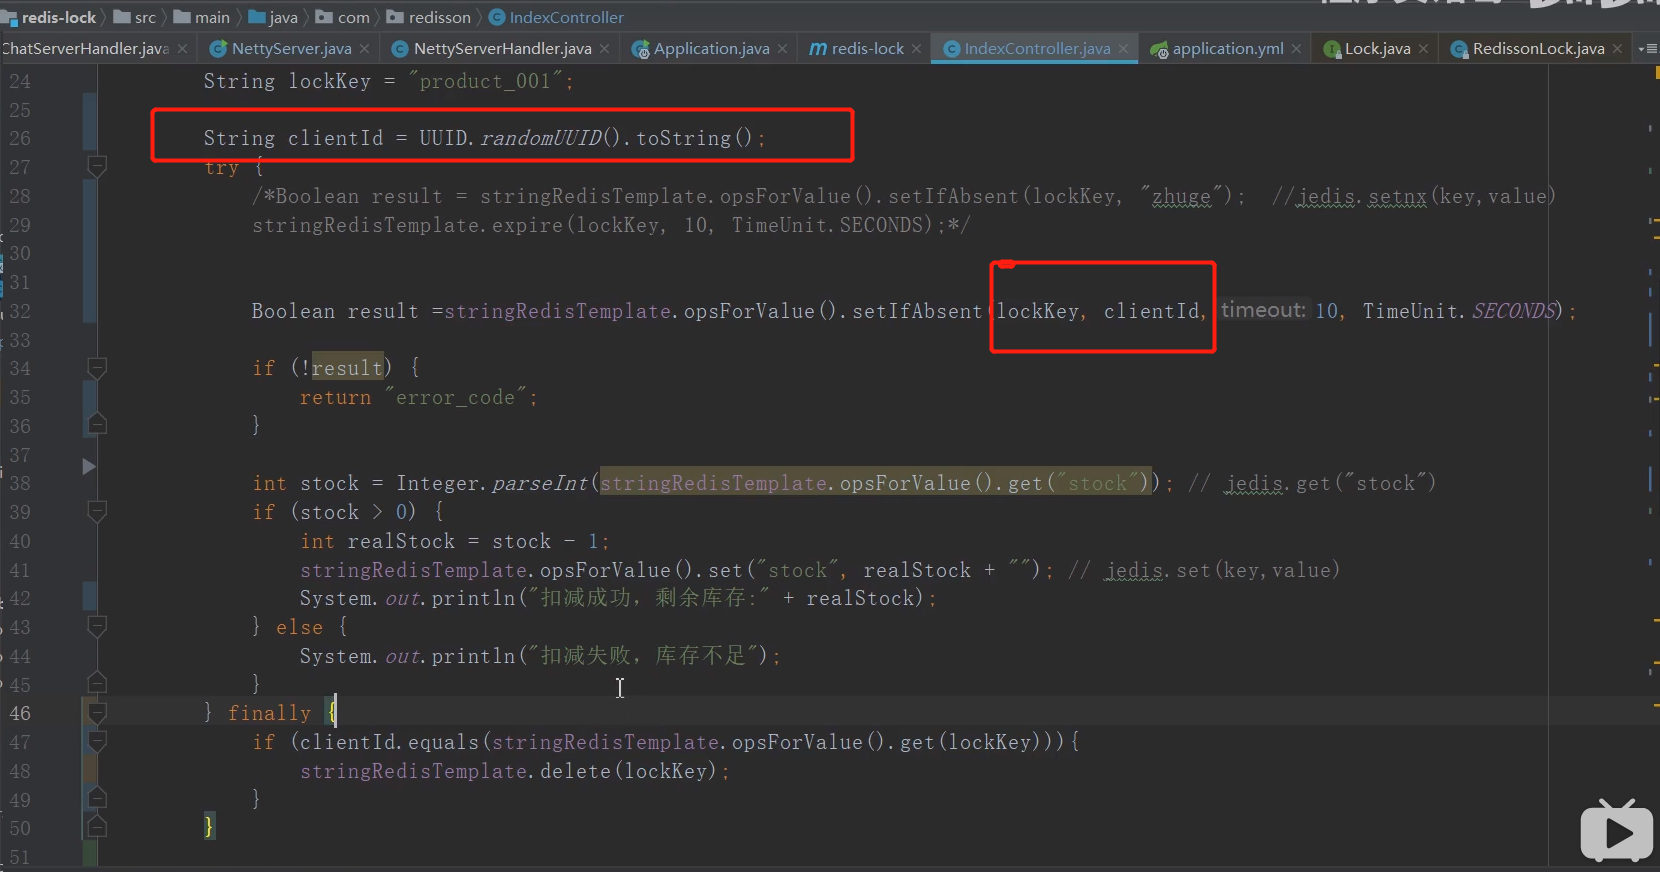 redis-lock src main java com redisson IndexController
ChatServerHandler.java NettyServer.java NettyServerHandler.java Application.java redis-lock IndexController.java application.yml Lock.java RedissonLock.java
24 String lockKey = "product_001";
25
26 String clientId = UUID.randomUUID().toString();
27 try {
28 /*Boolean result = stringRedisTemplate.opsForValue().setIfAbsent(lockKey, "zhuge"); //jedis.setnx(key,value)
29 stringRedisTemplate.expire(lockKey, 10, TimeUnit.SECONDS);*/
30
31
32 Boolean result =stringRedisTemplate.opsForValue().setIfAbsent(lockKey, clientId, timeout: 10, TimeUnit.SECONDS);
33
34 if (!result) {
35 return "error_code";
36 }
37
38 int stock = Integer.parseInt(stringRedisTemplate.opsForValue().get("stock")); // jedis.get("stock")
39 if (stock > 0) {
40 int realStock = stock - 1;
41 stringRedisTemplate.opsForValue().set("stock", realStock + ""); // jedis.set(key,value)
42 System.out.println("扣减成功，剩余库存:" + realStock);
43 } else {
44 System.out.println("扣减失败，库存不足");
45 }
46 } finally {
47 if (clientId.equals(stringRedisTemplate.opsForValue().get(lockKey))){
48 stringRedisTemplate.delete(lockKey);
49 }
50 }
51